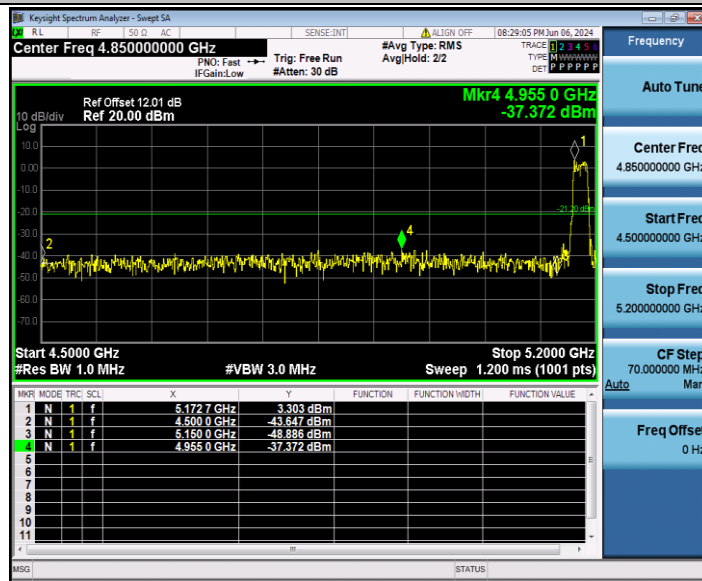 Keysight Spectrum Analyzer - Swept SA
RL RF 50 Ω AC SENSE:INT ALIGN OFF 08:29:05 PM Jun 06, 2024
Center Freq 4.850000000 GHz
#Avg Type: RMS
TRACE 1 2 3 4 5 6
PNO: Fast Trig: Free Run Avg|Hold: 2/2
TYPE M WWWWW
IFGain:Low #Atten: 30 dB
DET P P P P P P
Mkr4 4.955 0 GHz
-37.372 dBm
Ref Offset 12.01 dB
10 dB/div Ref 20.00 dBm
Log
10.0
0.00
-10.0
-20.0
-30.0
-40.0
-50.0
-60.0
-70.0
1
-21.20 dBm
4
2
3
Start 4.5000 GHz Stop 5.2000 GHz
#Res BW 1.0 MHz #VBW 3.0 MHz Sweep 1.200 ms (1001 pts)
MKR MODE TRC SCL X Y FUNCTION FUNCTION WIDTH FUNCTION VALUE
1 N 1 f 5.172 7 GHz 3.303 dBm
2 N 1 f 4.500 0 GHz -43.647 dBm
3 N 1 f 5.150 0 GHz -48.886 dBm
4 N 1 f 4.955 0 GHz -37.372 dBm
5
6
7
8
9
10
11
MSG STATUS
Frequency
Auto Tune
Center Freq
4.850000000 GHz
Start Freq
4.500000000 GHz
Stop Freq
5.200000000 GHz
CF Step
70.000000 MHz
Auto Man
Freq Offset
0 Hz